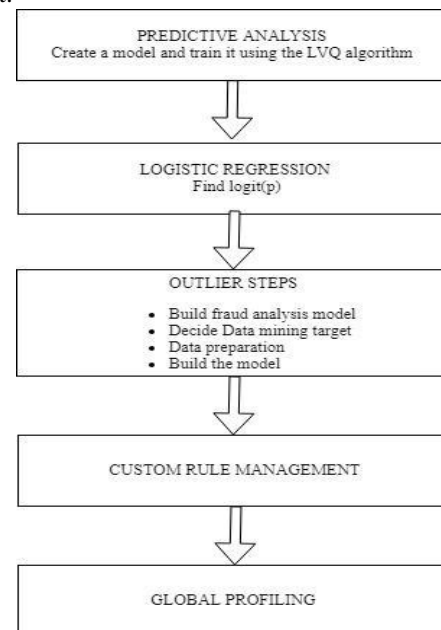 PREDICTIVE ANALYSIS
Create a model and train it using the LVQ algorithm
LOGISTIC REGRESSION
Find logit(p)
OUTLIER STEPS
• Build fraud analysis model
• Decide Data mining target
• Data preparation
• Build the model
CUSTOM RULE MANAGEMENT
GLOBAL PROFILING